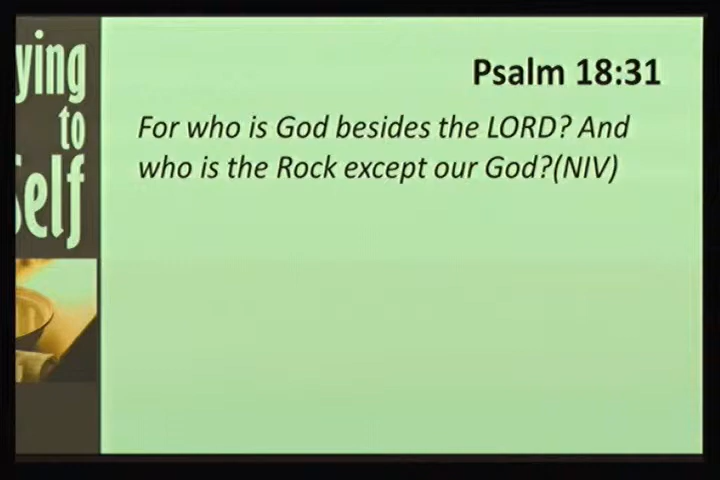 ying
to
Self
Psalm 18:31
For who is God besides the LORD? And
who is the Rock except our God?(NIV)